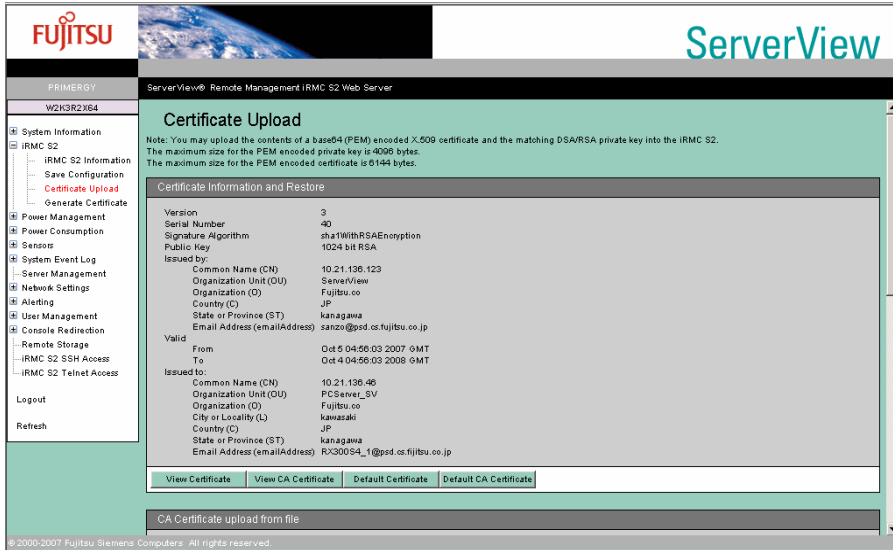 FUJITSU
ServerView
PRIMERGY
ServerView® Remote Management iRMC S2 Web Server
W2K3R2X64
System Information
iRMC S2
iRMC S2 Information
Save Configuration
Certificate Upload
Generate Certificate
Power Management
Power Consumption
Sensors
System Event Log
Server Management
Network Settings
Alerting
User Management
Console Redirection
Remote Storage
iRMC S2 SSH Access
iRMC S2 Telnet Access
Logout
Refresh
Certificate Upload
Note: You may upload the contents of a base64 (PEM) encoded X.509 certificate and the matching DSA/RSA private key into the iRMC S2.
The maximum size for the PEM encoded private key is 4096 bytes.
The maximum size for the PEM encoded certificate is 6144 bytes.
Certificate Information and Restore
Version 3
Serial Number 40
Signature Algorithm sha1WithRSAEncryption
Public Key 1024 bit RSA
Issued by:
Common Name (CN) 10.21.136.123
Organization Unit (OU) ServerView
Organization (O) Fujitsu.co
Country (C) JP
State or Province (ST) kanagawa
Email Address (emailAddress) sanzo@psd.cs.fujitsu.co.jp
Valid
From Oct 5 04:56:03 2007 GMT
To Oct 4 04:56:03 2008 GMT
Issued to:
Common Name (CN) 10.21.136.46
Organization Unit (OU) PCServer_SV
Organization (O) Fujitsu.co
City or Locality (L) kawasaki
Country (C) JP
State or Province (ST) kanagawa
Email Address (emailAddress) RX300S4_1@psd.cs.fijitsu.co.jp
View Certificate View CA Certificate Default Certificate Default CA Certificate
CA Certificate upload from file
© 2000-2007 Fujitsu Siemens Computers All rights reserved.